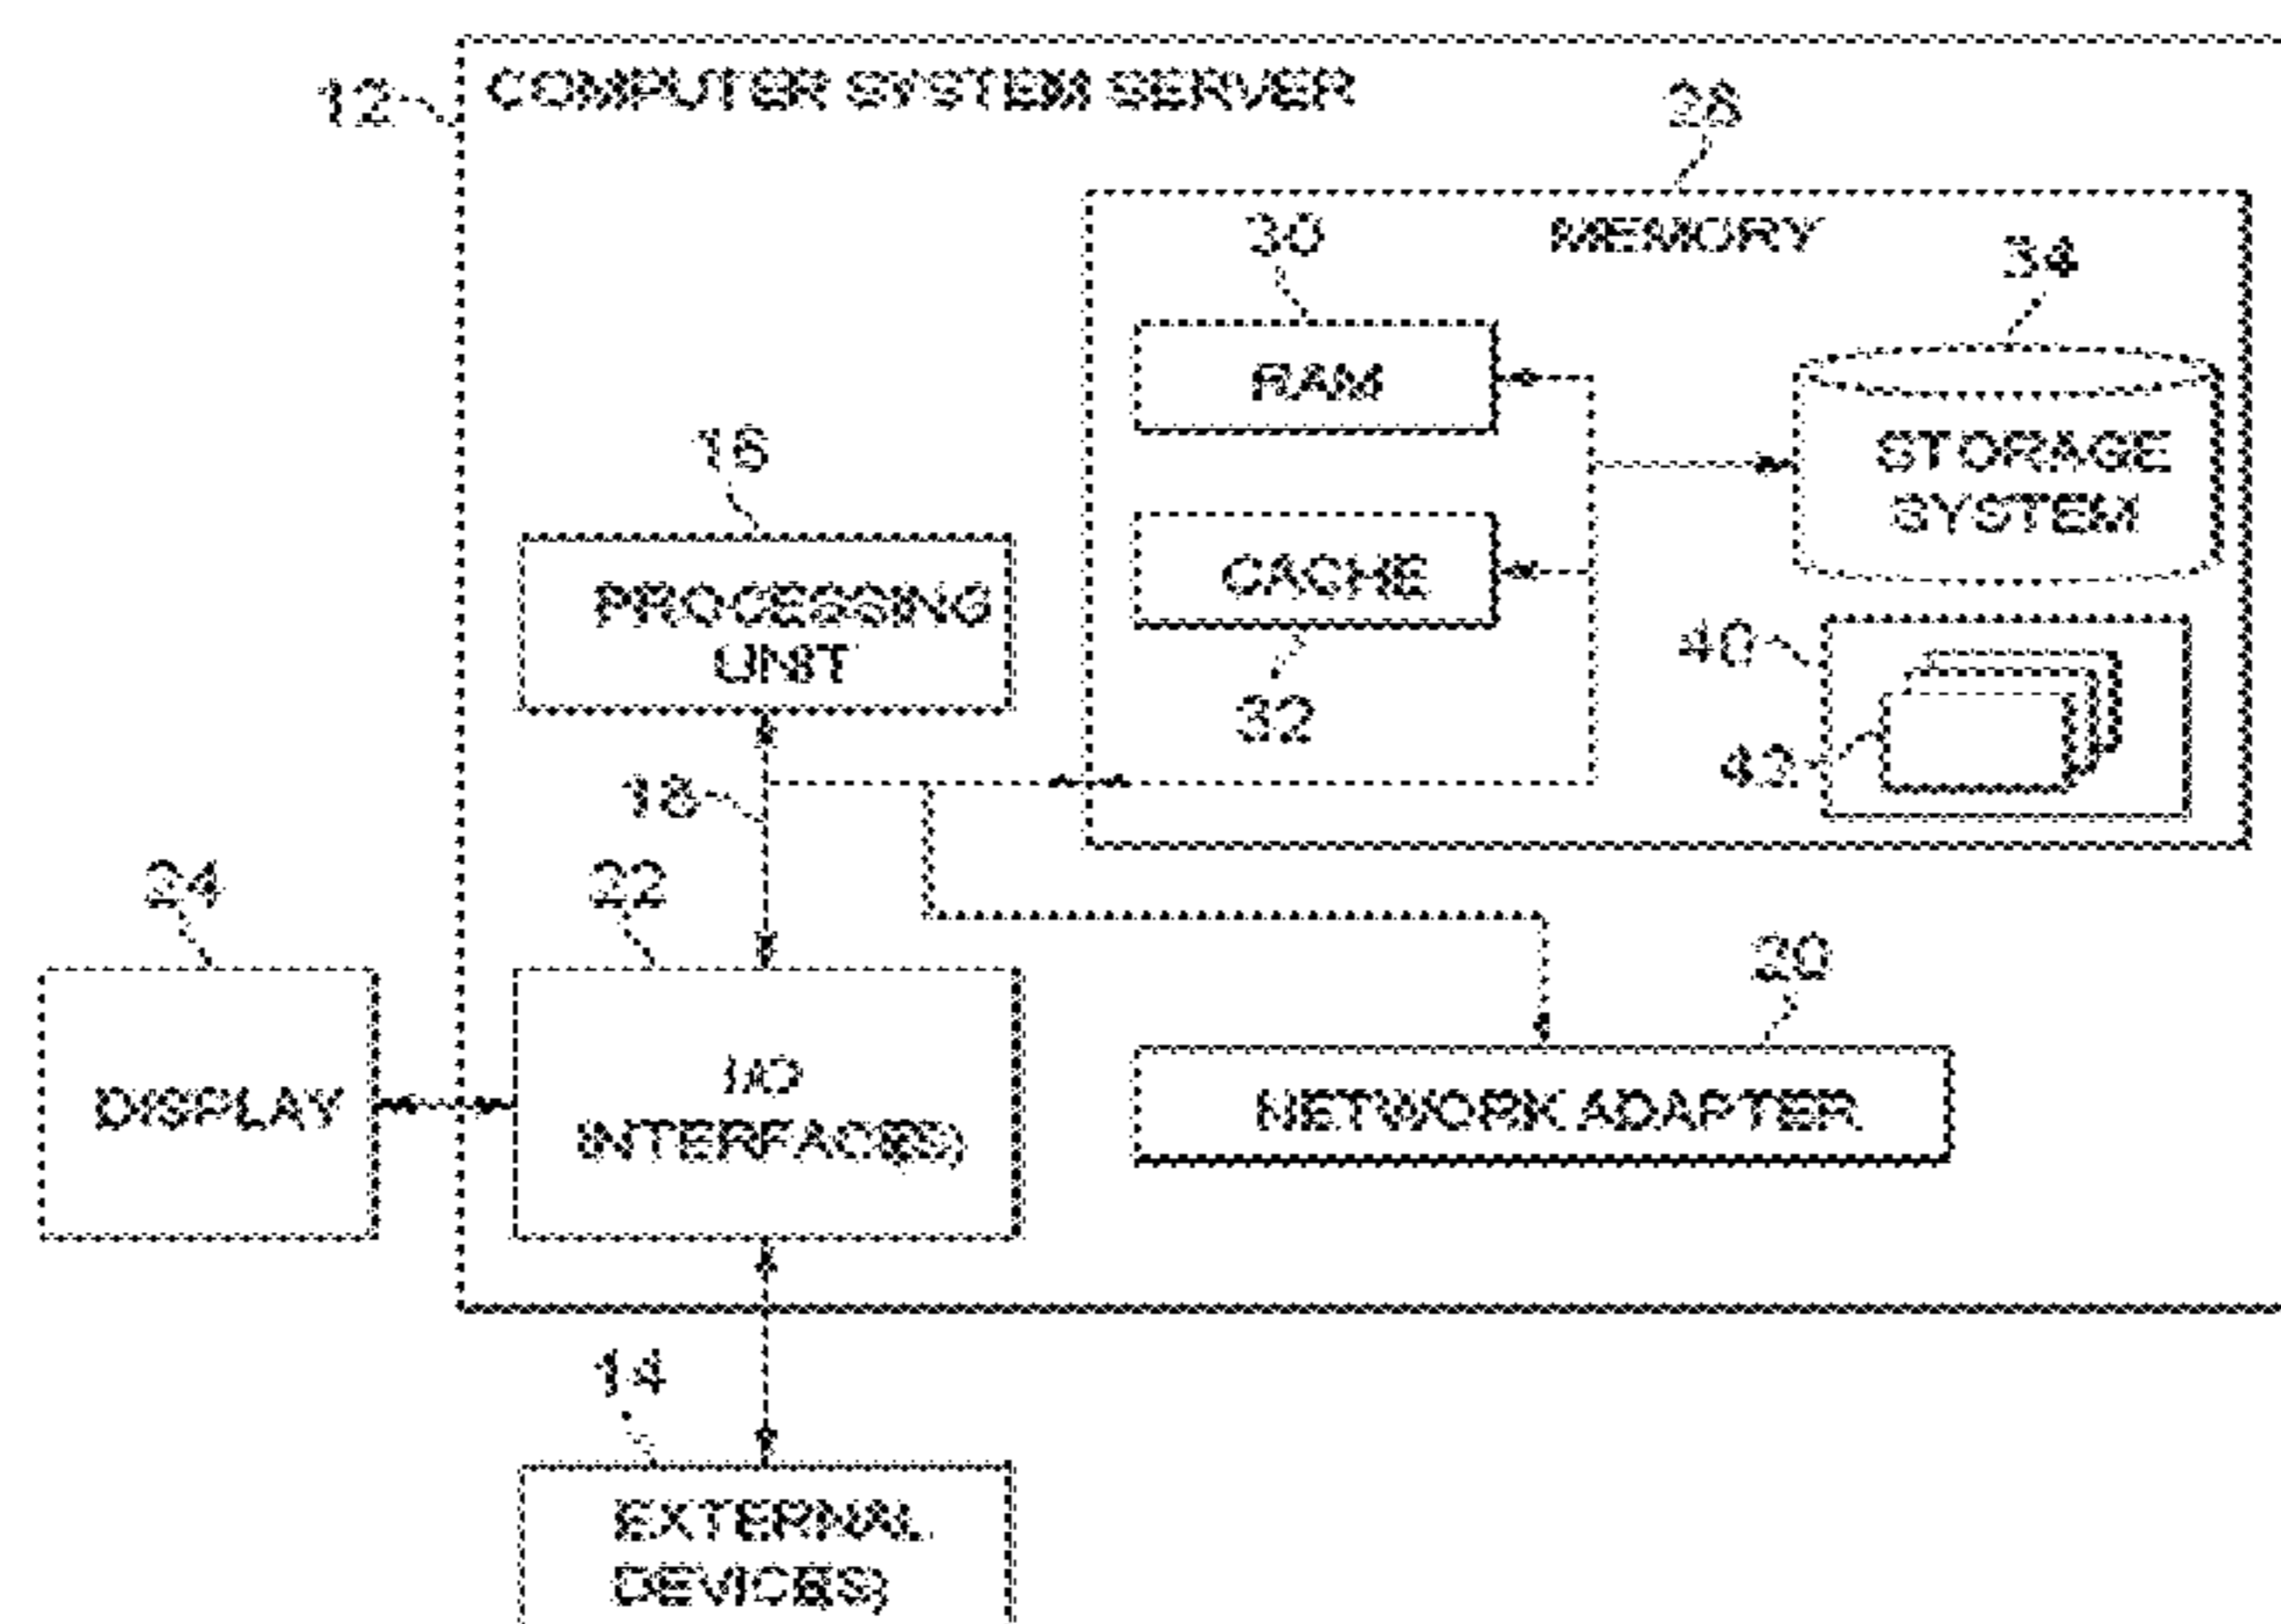 12
COMPUTER SYSTEM SERVER
28
MEMORY
30
34
RAM
STORAGE
SYSTEM
16
PROCESSING
UNIT
CACHE
32
40
42
18
24
22
20
DISPLAY
I/O
INTERFACE(S)
NETWORK ADAPTER
14
EXTERNAL
DEVICE(S)